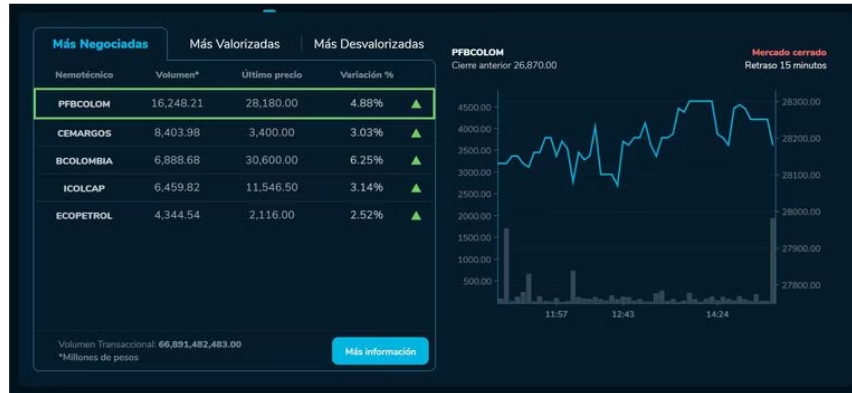 Más Negociadas Más Valorizadas Más Desvalorizadas
Nemotécnico Volumen* Último precio Variación %
PFBCOLOM 16,248.21 28,180.00 4.88%
CEMARGOS 8,403.98 3,400.00 3.03%
BCOLOMBIA 6,888.68 30,600.00 6.25%
ICOLCAP 6,459.82 11,546.50 3.14%
ECOPETROL 4,344.54 2,116.00 2.52%
Volumen Transaccional: 66,891,482,483.00
*Millones de pesos
Más información
PFBCOLOM Mercado cerrado
Cierre anterior 26,870.00 Retraso 15 minutos
4500.00
4000.00
3500.00
3000.00
2500.00
2000.00
1500.00
1000.00
500.00
28300.00
28200.00
28100.00
28000.00
27900.00
27800.00
11:57 12:43 14:24